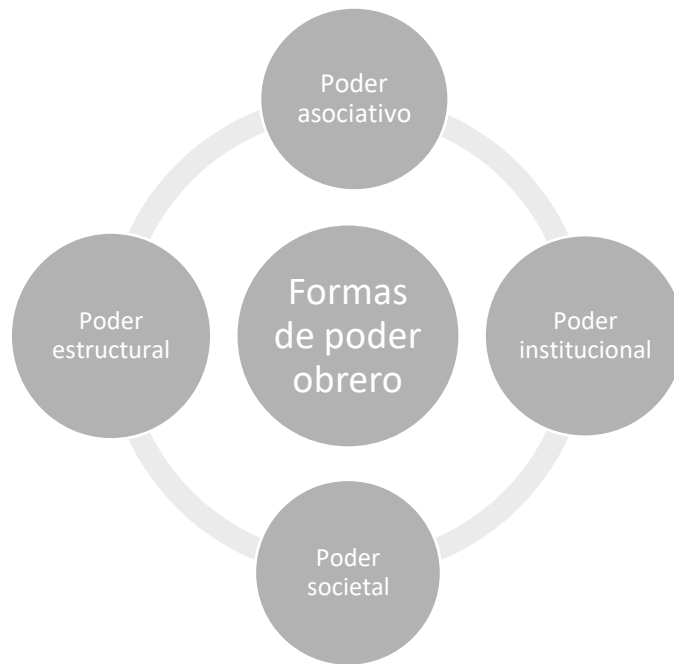 Poder
asociativo
Formas
de poder
obrero
Poder
estructural
Poder
institucional
Poder
societal